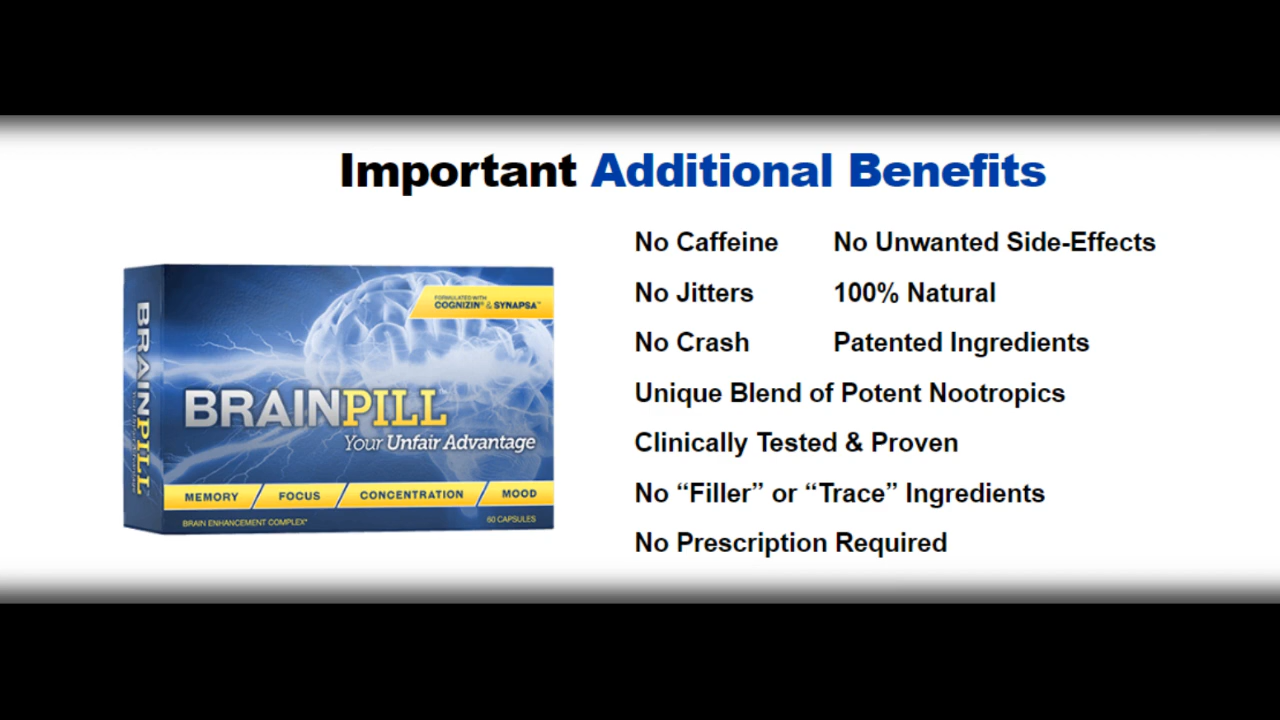 Important Additional Benefits
No Caffeine No Unwanted Side-Effects
No Jitters 100% Natural
No Crash Patented Ingredients
Unique Blend of Potent Nootropics
Clinically Tested & Proven
No “Filler” or “Trace” Ingredients
No Prescription Required
FORMULATED WITH
COGNIZIN® & SYNAPSA™
BRAINPILL
Your Unfair Advantage
MEMORY FOCUS CONCENTRATION MOOD
BRAIN ENHANCEMENT COMPLEX* 60 CAPSULES
BRAINPILL